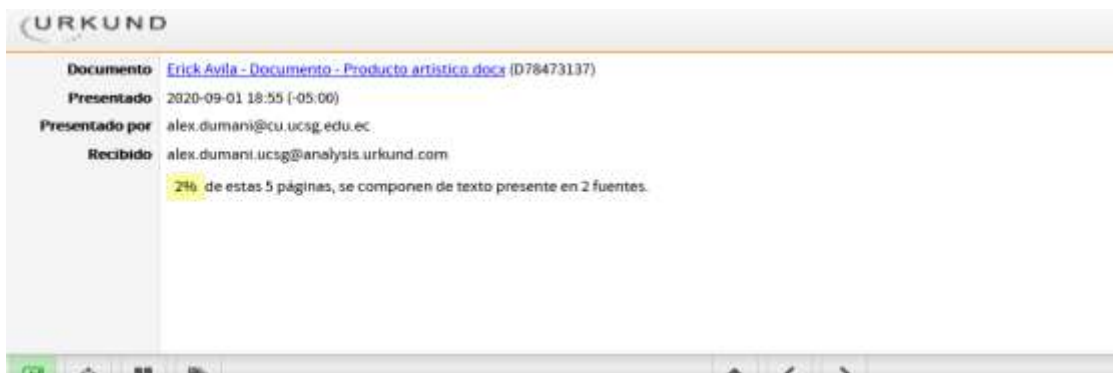 URKUND
Documento Erick Avila - Documento - Producto artistico.docx (D78473137)
Presentado 2020-09-01 18:55 (-05:00)
Presentado por alex.dumani@cu.ucsg.edu.ec
Recibido alex.dumani.ucsg@analysis.urkund.com
2% de estas 5 páginas, se componen de texto presente en 2 fuentes.